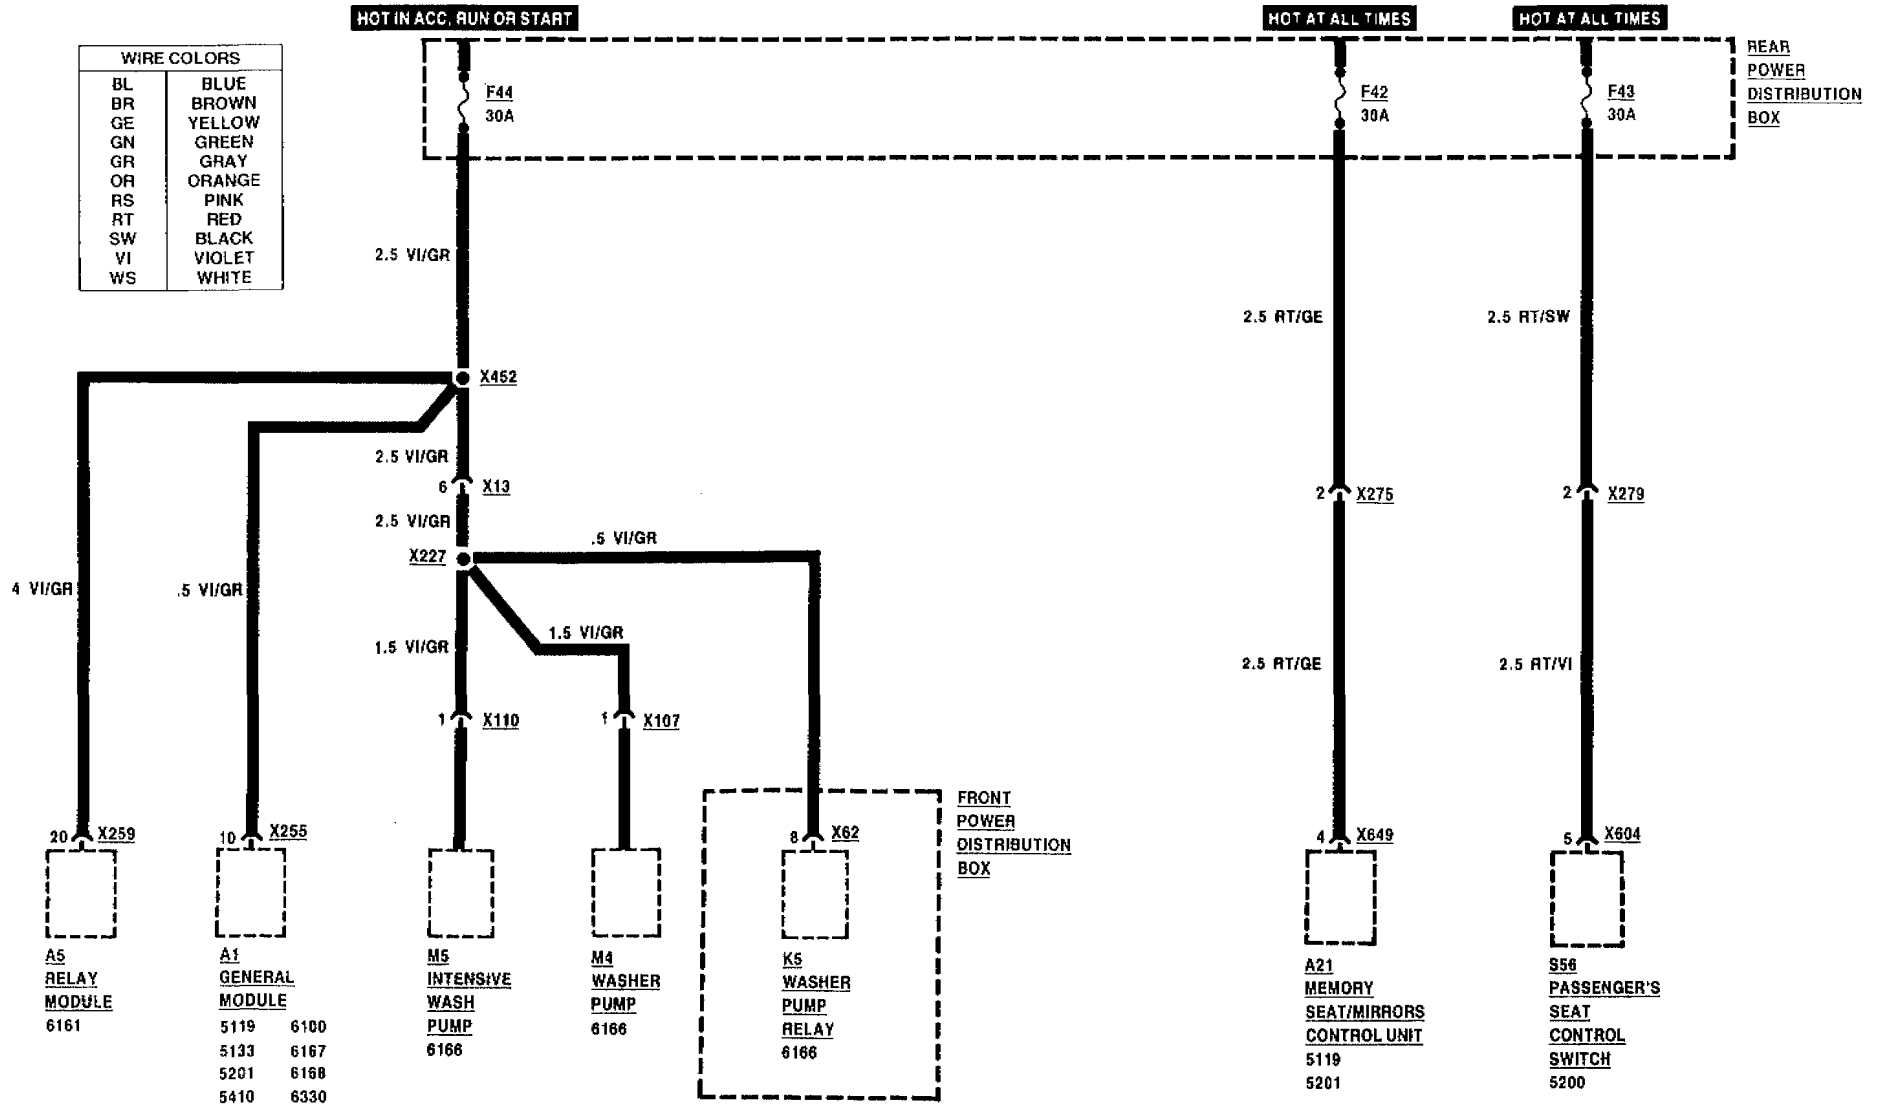 HOT IN ACC, RUN OR START
HOT AT ALL TIMES
HOT AT ALL TIMES
WIRE COLORS
BL BLUE
BR BROWN
GE YELLOW
GN GREEN
GR GRAY
OR ORANGE
RS PINK
RT RED
SW BLACK
VI VIOLET
WS WHITE
F44
30A
F42
30A
F43
30A
REAR
POWER
DISTRIBUTION
BOX
2.5 VI/GR
2.5 RT/GE
2.5 RT/SW
X452
2.5 VI/GR
6 X13
2 X275
2 X279
2.5 VI/GR
X227
.5 VI/GR
4 VI/GR
.5 VI/GR
1.5 VI/GR
1.5 VI/GR
2.5 RT/GE
2.5 RT/VI
1 X110
1 X107
FRONT
POWER
DISTRIBUTION
BOX
20 X259
10 X255
8 X62
4 X649
5 X604
A5
RELAY
MODULE
6161
A1
GENERAL
MODULE
5119 6100
5133 6167
5201 6168
5410 6330
M5
INTENSIVE
WASH
PUMP
6166
M4
WASHER
PUMP
6166
K5
WASHER
PUMP
RELAY
6166
A21
MEMORY
SEAT/MIRRORS
CONTROL UNIT
5119
5201
S56
PASSENGER'S
SEAT
CONTROL
SWITCH
5200